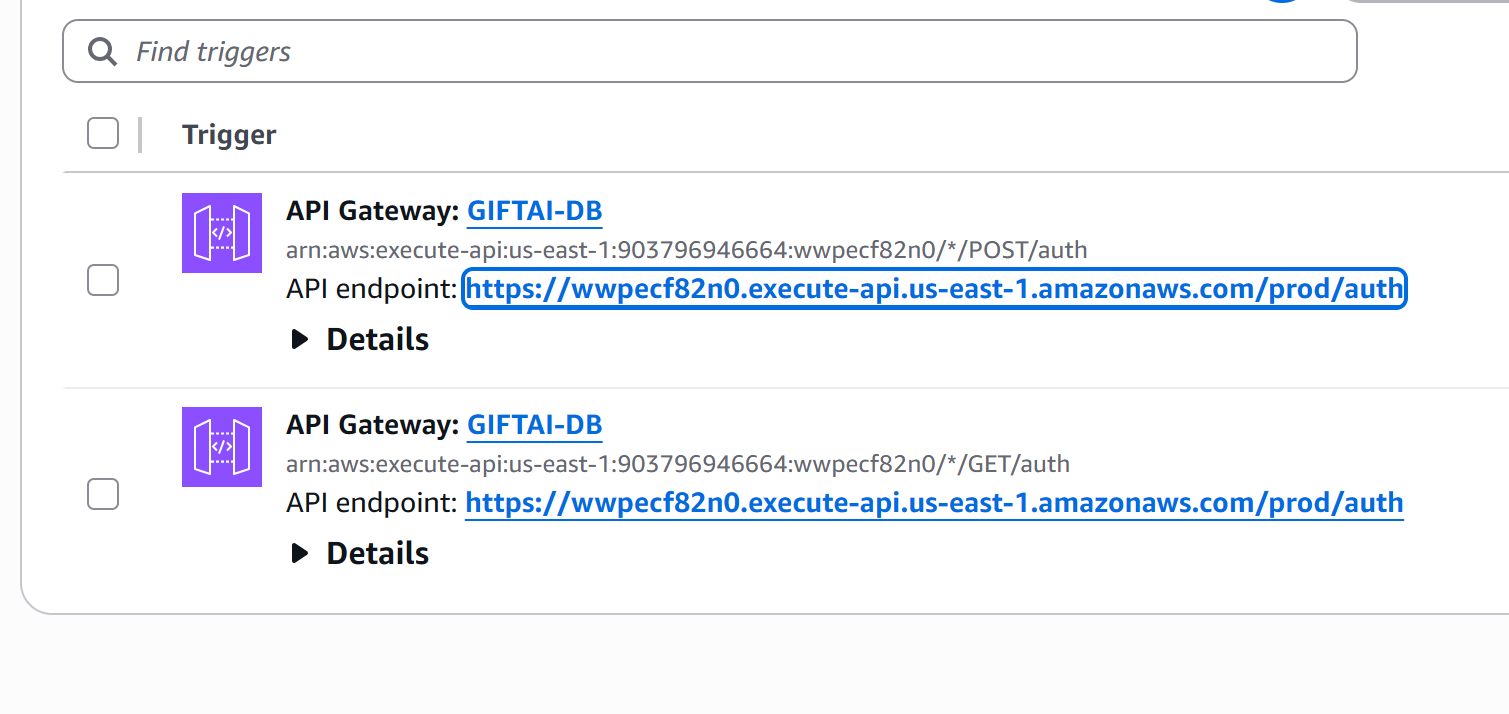 Find triggers
Trigger
API Gateway: GIFTAI-DB
arn:aws:execute-api:us-east-1:903796946664:wwpecf82n0/*/POST/auth
API endpoint: https://wwpecf82n0.execute-api.us-east-1.amazonaws.com/prod/auth
Details
API Gateway: GIFTAI-DB
arn:aws:execute-api:us-east-1:903796946664:wwpecf82n0/*/GET/auth
API endpoint: https://wwpecf82n0.execute-api.us-east-1.amazonaws.com/prod/auth
Details